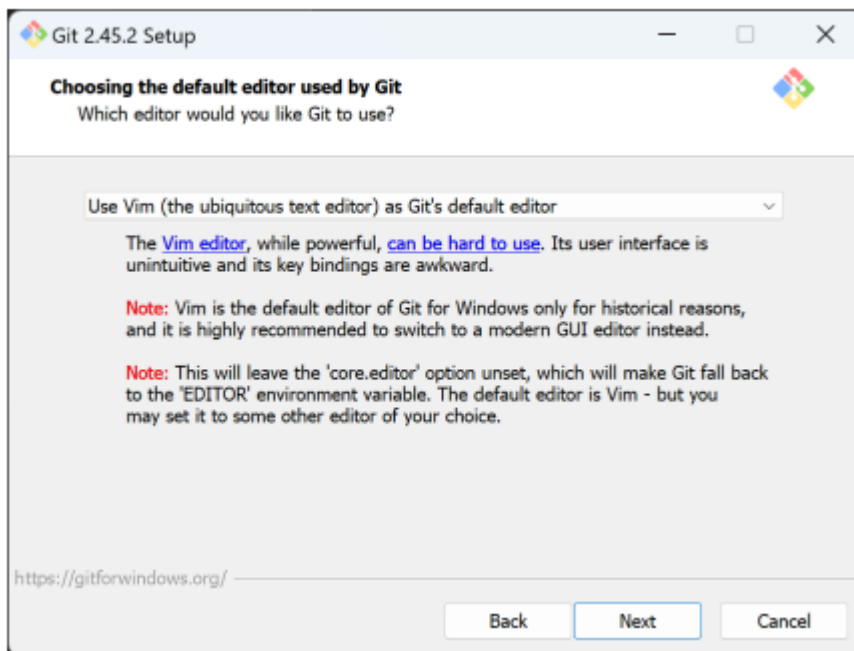 Git 2.45.2 Setup
Choosing the default editor used by Git
Which editor would you like Git to use?
Use Vim (the ubiquitous text editor) as Git's default editor
The Vim editor, while powerful, can be hard to use. Its user interface is
unintuitive and its key bindings are awkward.
Note: Vim is the default editor of Git for Windows only for historical reasons,
and it is highly recommended to switch to a modern GUI editor instead.
Note: This will leave the 'core.editor' option unset, which will make Git fall back
to the 'EDITOR' environment variable. The default editor is Vim - but you
may set it to some other editor of your choice.
https://gitforwindows.org/
Back Next Cancel